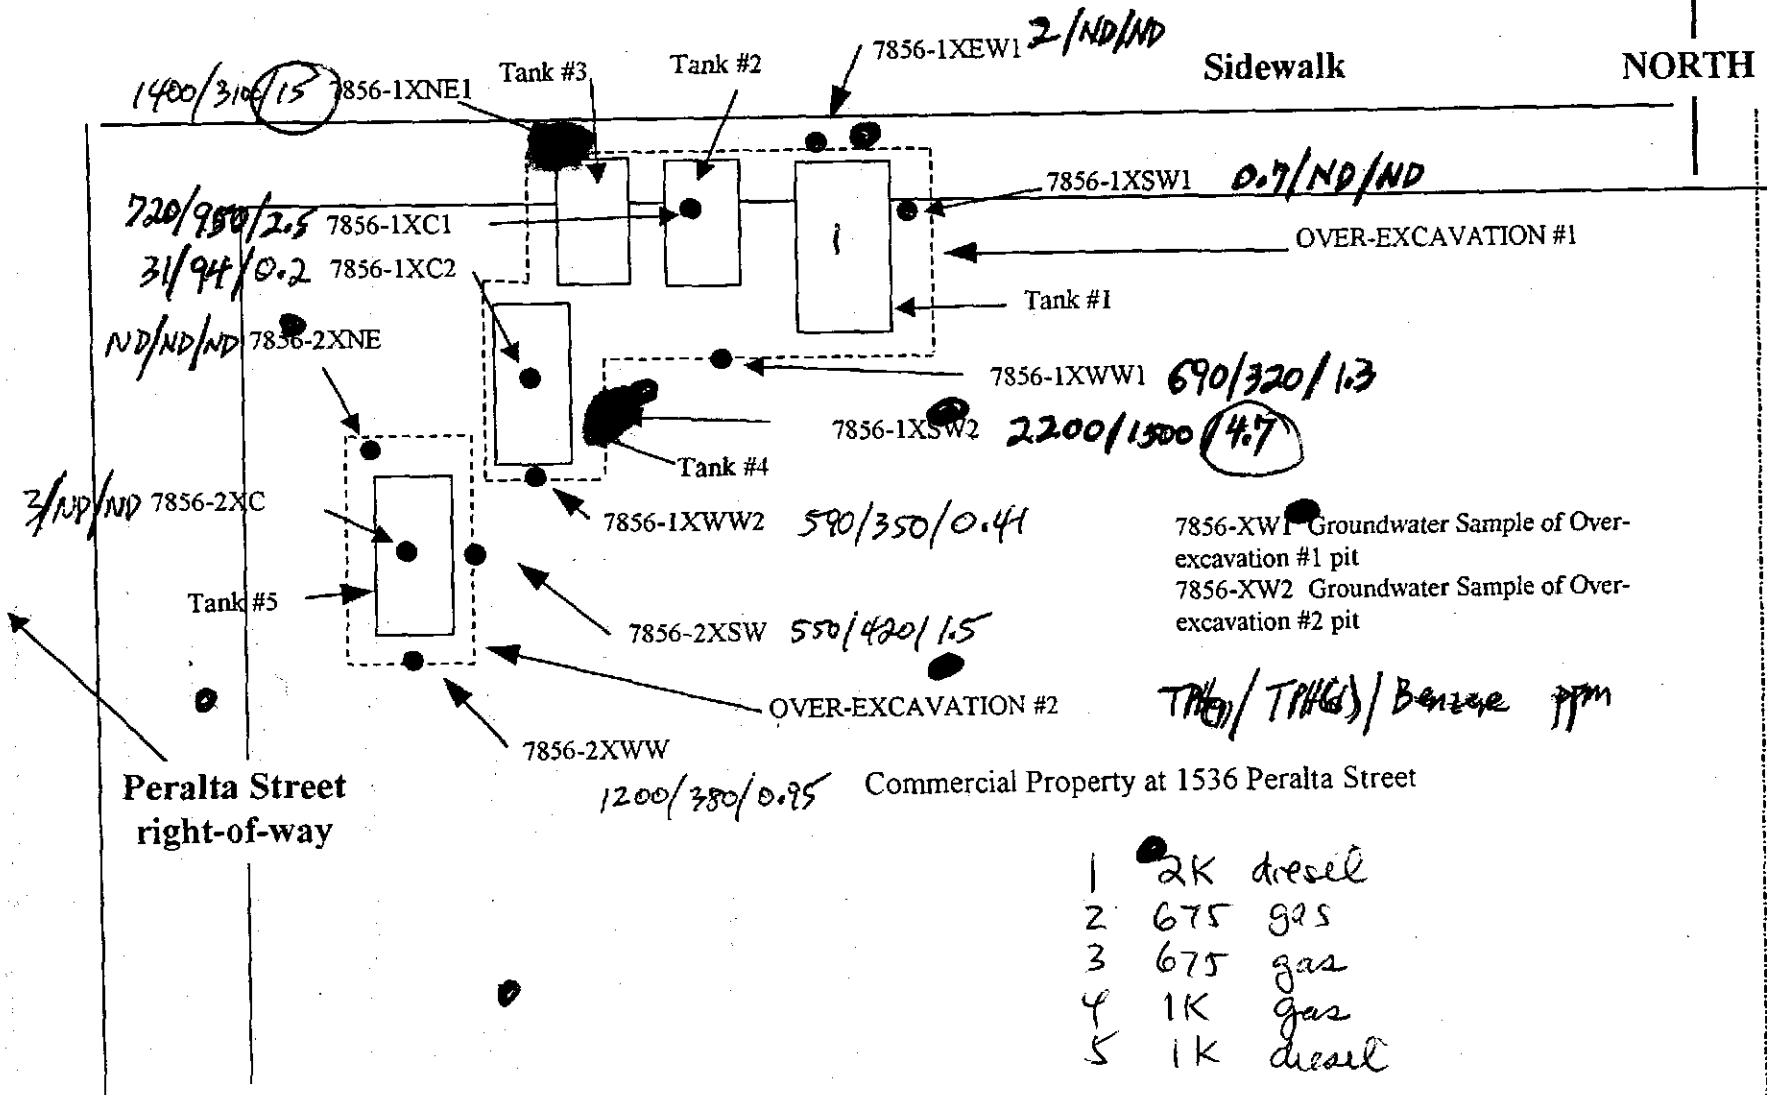 7856-1XEW1 2/ND/ND
Sidewalk
NORTH
Tank #3
Tank #2
1400/310/15 7856-1XNE1
7856-1XSW1 0.7/ND/ND
720/950/2.5 7856-1XC1
OVER-EXCAVATION #1
31/94/0.2 7856-1XC2
1
Tank #1
ND/ND/ND 7856-2XNE
7856-1XWW1 690/320/1.3
7856-1XSW2 2200/1500/4.7
Tank #4
3/ND/ND 7856-2XC
7856-1XWW2 590/350/0.41
7856-XW1 Groundwater Sample of Over-
excavation #1 pit
7856-XW2 Groundwater Sample of Over-
excavation #2 pit
Tank #5
7856-2XSW 550/420/1.5
OVER-EXCAVATION #2
TPH(g)/TPH(d)/Benzene ppm
7856-2XWW
1200/380/0.95
Commercial Property at 1536 Peralta Street
Peralta Street
right-of-way
1 2K diesel
2 675 gas
3 675 gas
4 1K gas
5 1K diesel